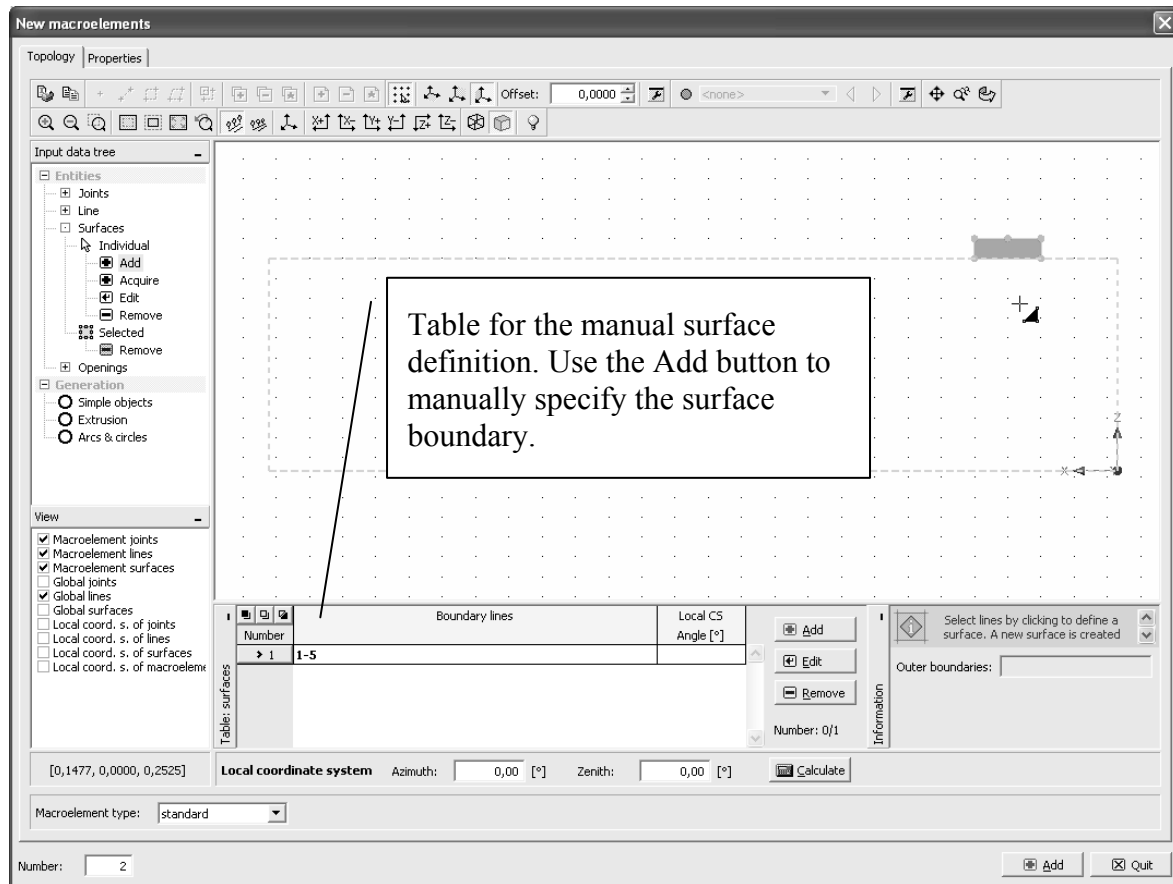 New macroelements
Topology
Properties
Offset:
0,0000
<none>
Input data tree
Entities
Joints
Line
Surfaces
Individual
Add
Acquire
Edit
Remove
Selected
Remove
Openings
Generation
Simple objects
Extrusion
Arcs & circles
Table for the manual surface
definition. Use the Add button to
manually specify the surface
boundary.
Z
X
View
Macroelement joints
Macroelement lines
Macroelement surfaces
Global joints
Global lines
Global surfaces
Local coord. s. of joints
Local coord. s. of lines
Local coord. s. of surfaces
Local coord. s. of macroeleme
Table: surfaces
Number
Boundary lines
Local CS
Angle [°]
> 1
1-5
Add
Edit
Remove
Number: 0/1
Information
Select lines by clicking to define a
surface. A new surface is created
Outer boundaries:
[0,1477, 0,0000, 0,2525]
Local coordinate system
Azimuth:
0,00
[°]
Zenith:
0,00
[°]
Calculate
Macroelement type:
standard
Number:
2
Add
Quit